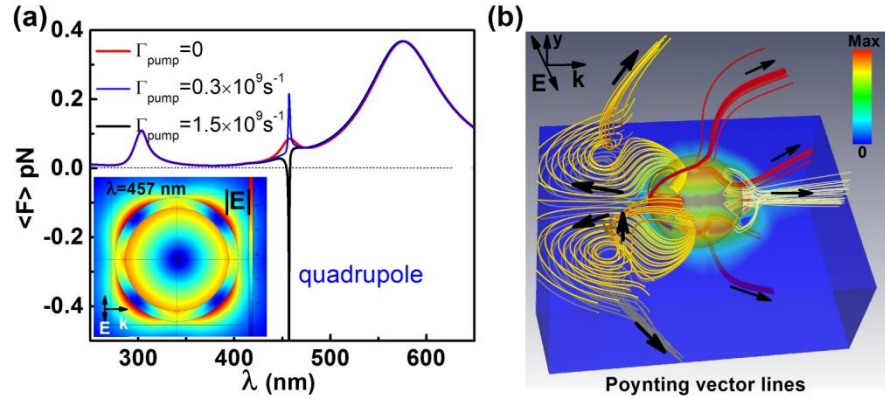 (a)
Γpump=0
Γpump=0.3×10⁹s⁻¹
Γpump=1.5×10⁹s⁻¹
0.4
0.2
0.0
-0.2
-0.4
<F> pN
λ=457 nm
|E|
E
k
quadrupole
300
400
500
600
λ (nm)
(b)
y
E
k
Max
0
Poynting vector lines